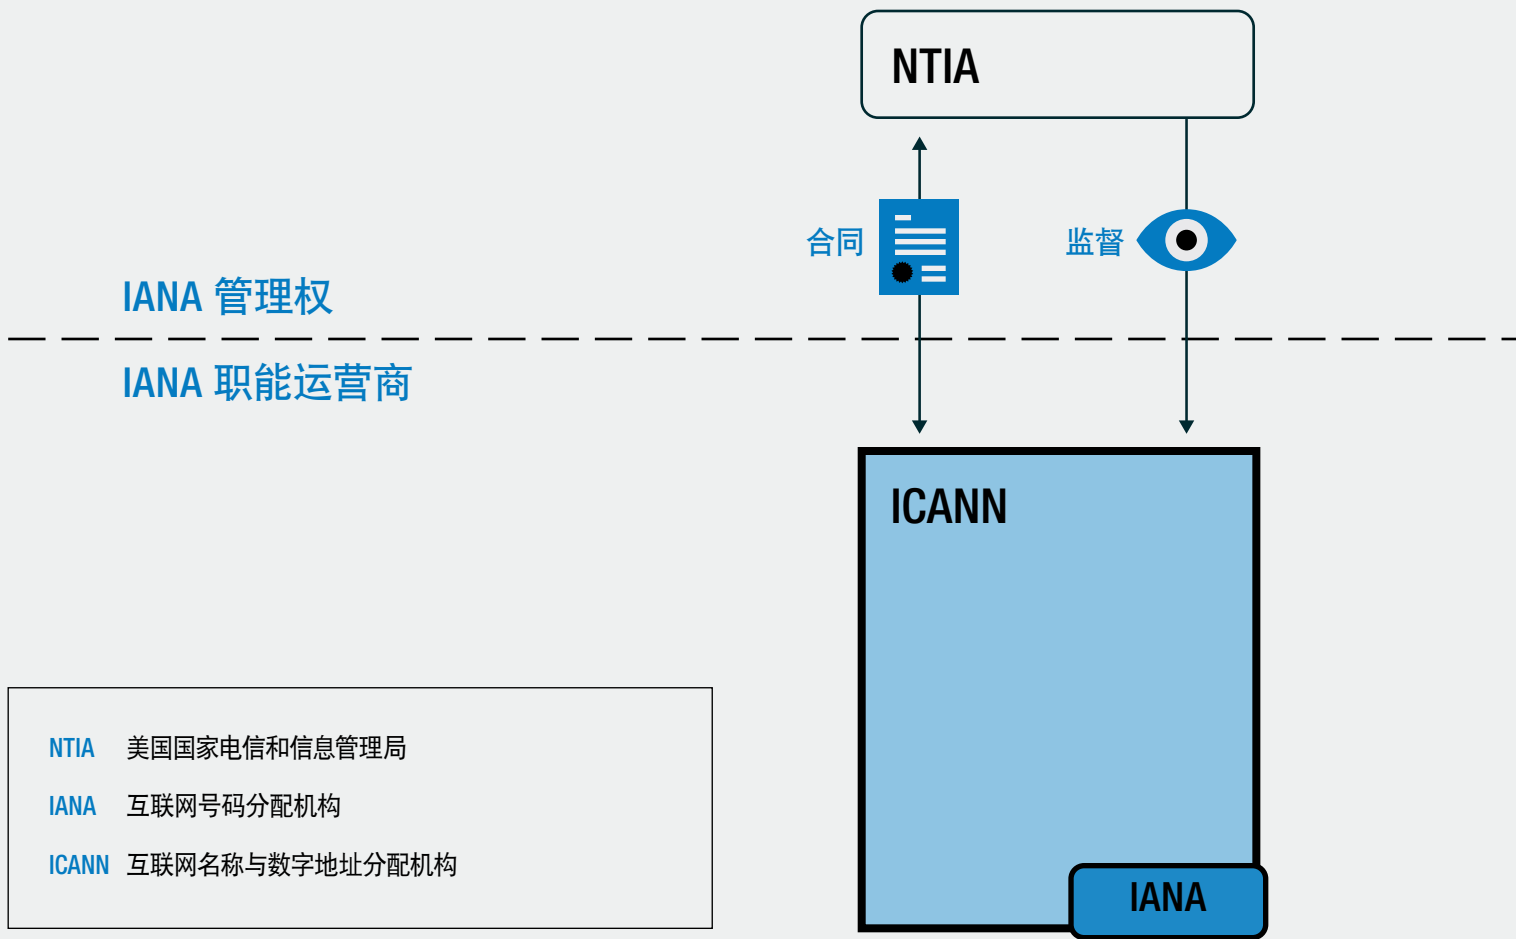 NTIA
合同
监督
IANA 管理权
IANA 职能运营商
ICANN
NTIA 美国国家电信和信息管理局
IANA 互联网号码分配机构
ICANN 互联网名称与数字地址分配机构
IANA